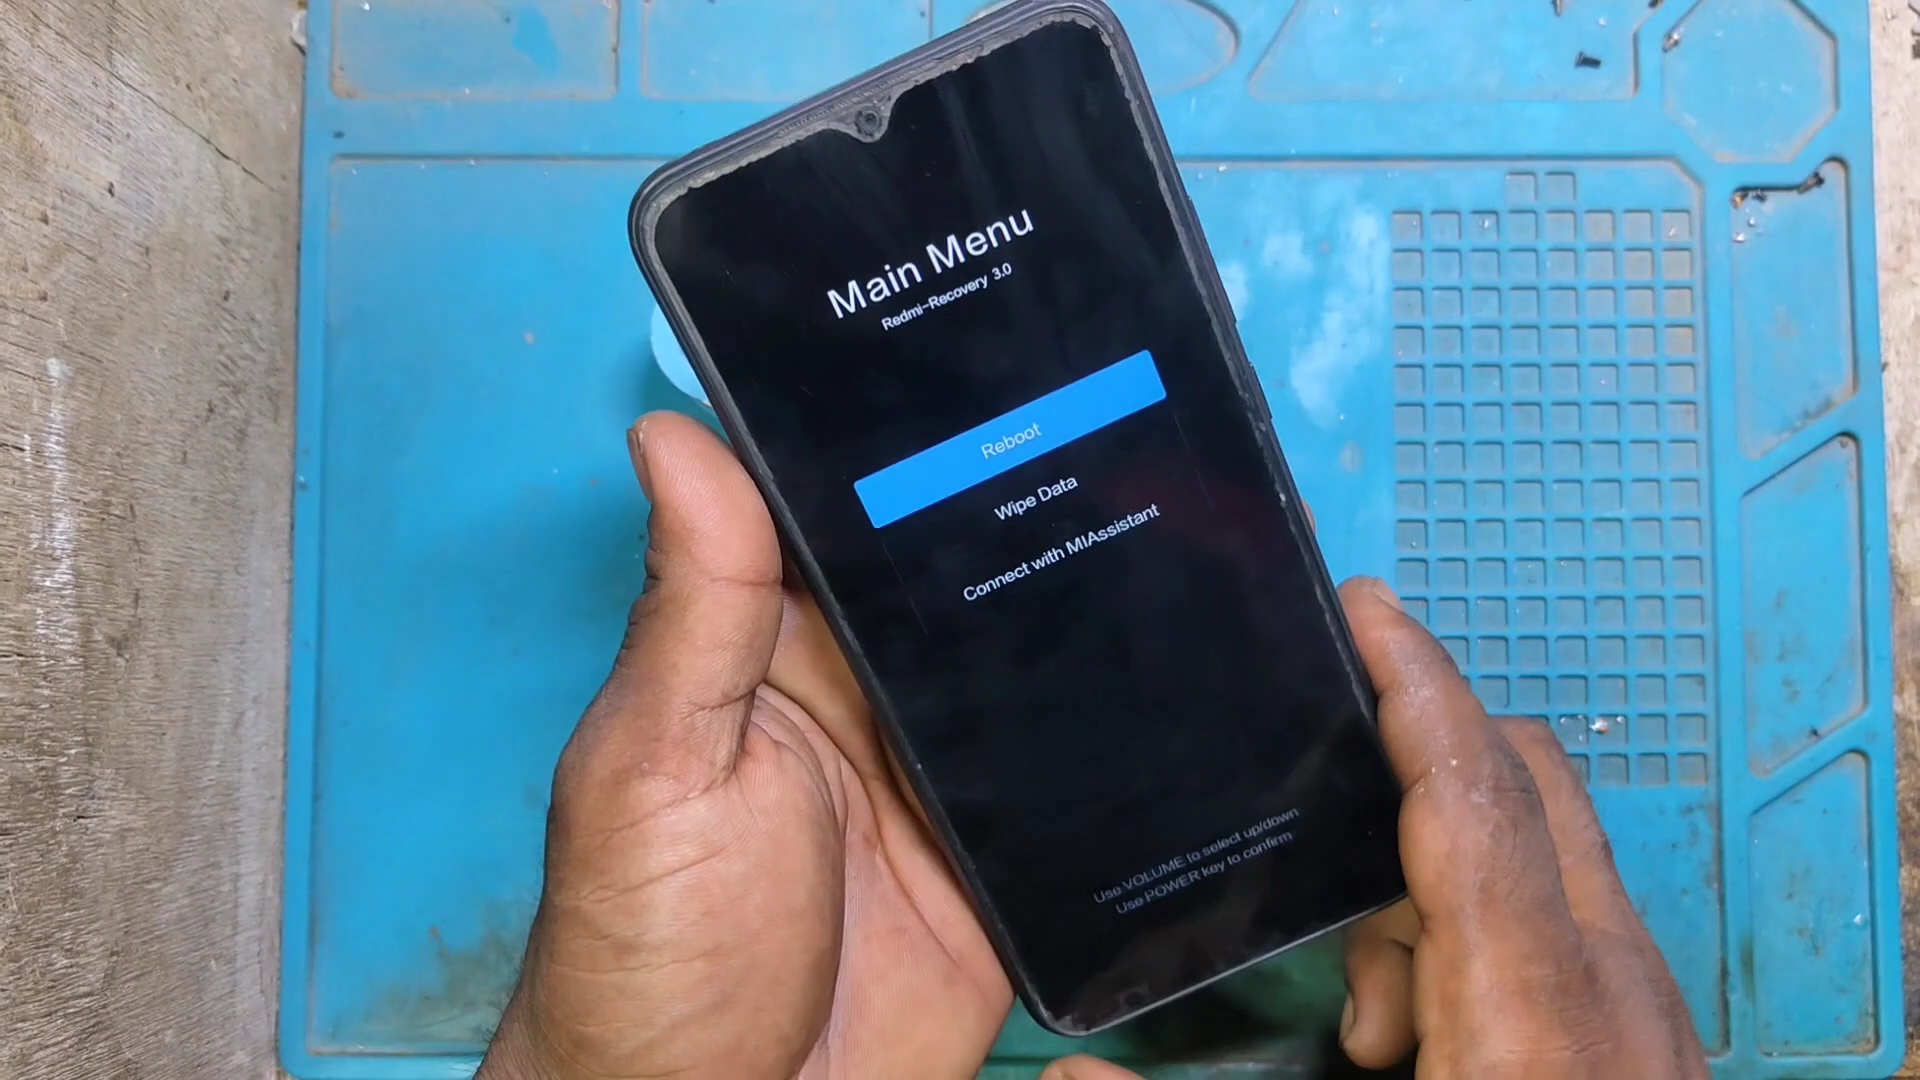 Main Menu
Redmi-Recovery 3.0
Reboot
Wipe Data
Connect with MIAssistant
Use VOLUME to select up/down
Use POWER key to confirm